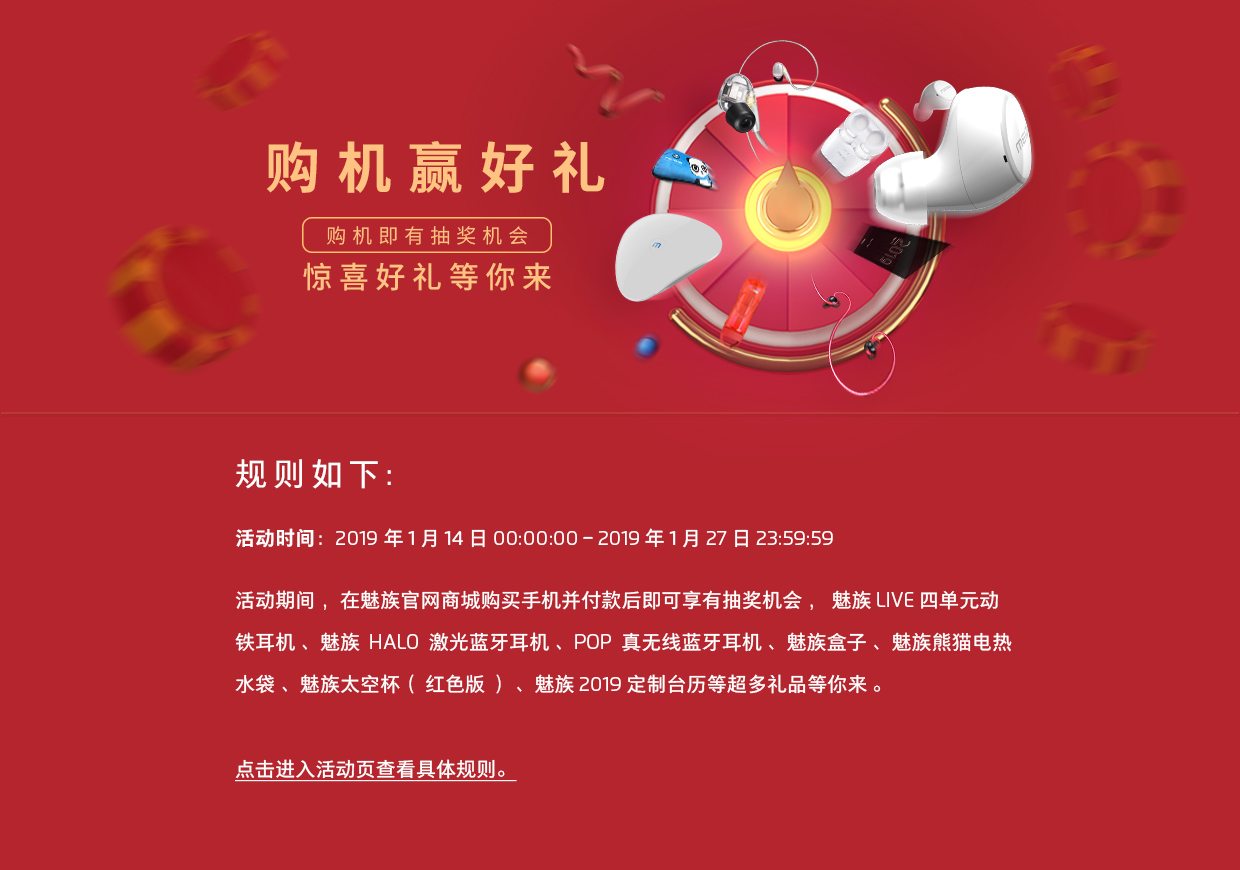 购机赢好礼
购机即有抽奖机会
惊喜好礼等你来
规则如下:
活动时间：2019 年 1 月 14 日 00:00:00 – 2019 年 1 月 27 日 23:59:59
活动期间，在魅族官网商城购买手机并付款后即可享有抽奖机会， 魅族 LIVE 四单元动
铁耳机、魅族 HALO 激光蓝牙耳机、POP 真无线蓝牙耳机、魅族盒子、魅族熊猫电热
水袋、魅族太空杯（红色版）、魅族 2019 定制台历等超多礼品等你来。
点击进入活动页查看具体规则。